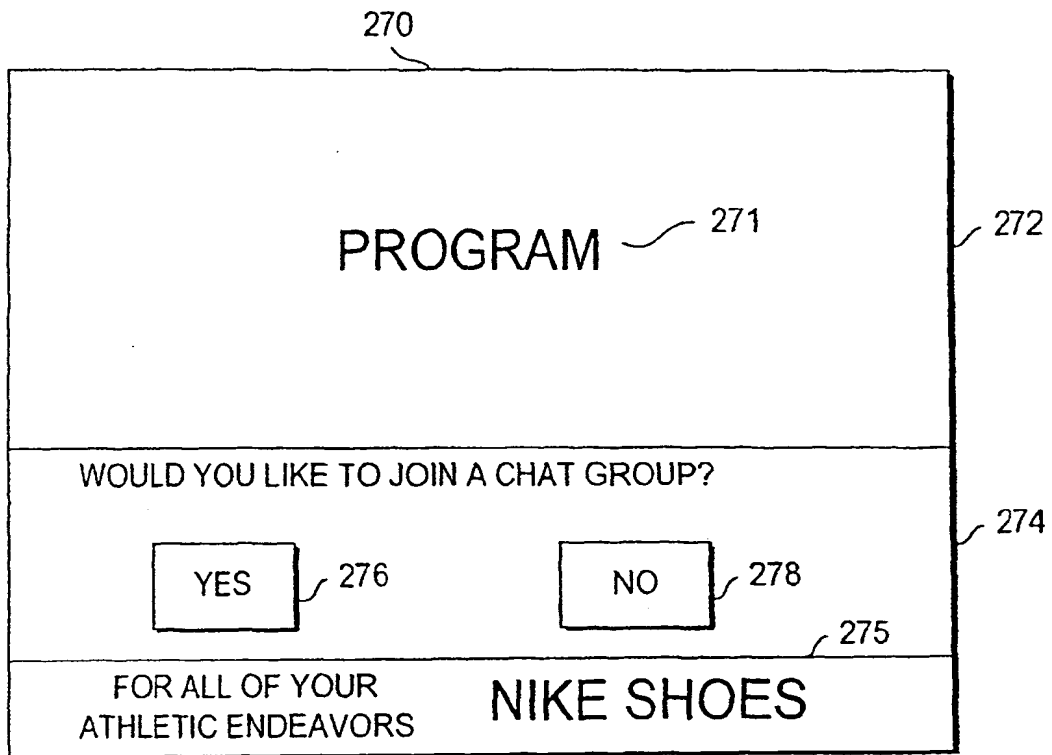 270
PROGRAM 271
272
WOULD YOU LIKE TO JOIN A CHAT GROUP?
274
YES 276 NO 278
275
FOR ALL OF YOUR
ATHLETIC ENDEAVORS
NIKE SHOES